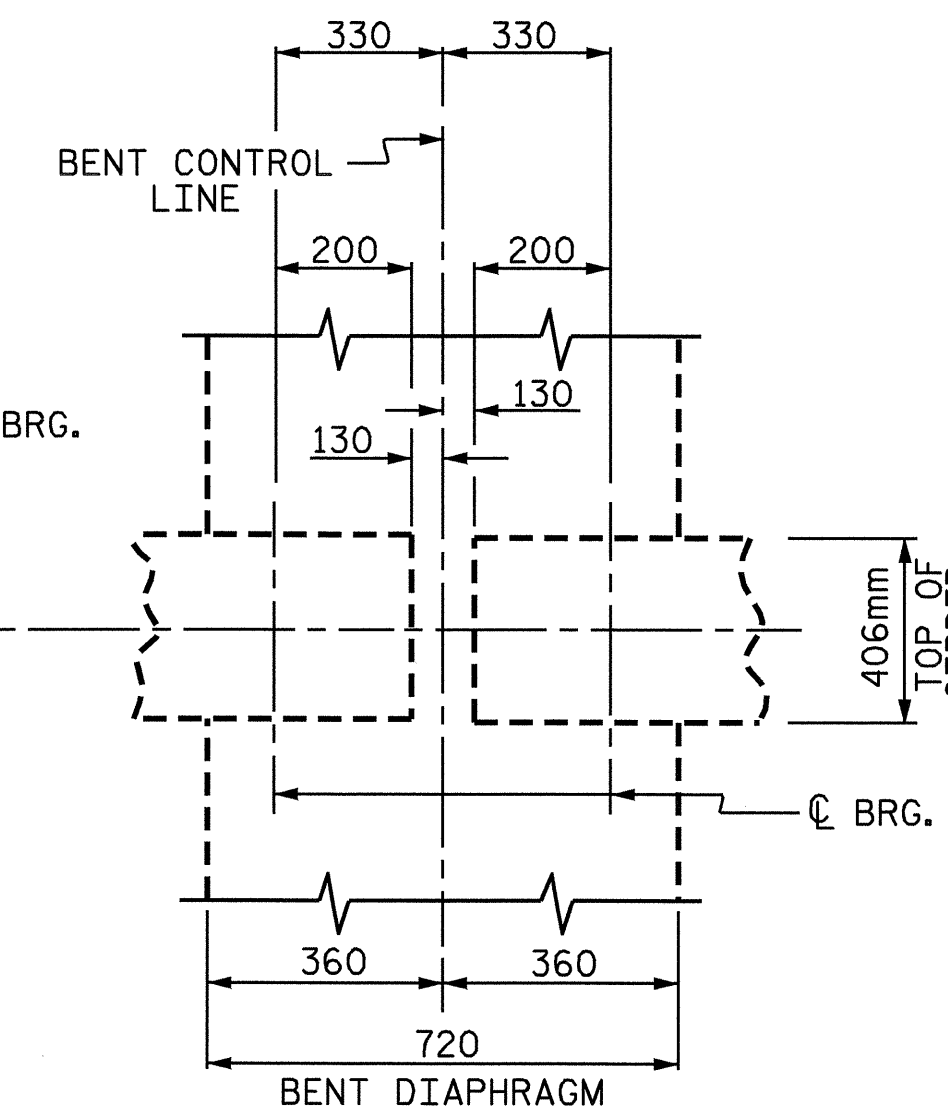 330 330
BENT CONTROL
LINE
200 200
130
BRG.
130
406mm
TOP OF
℄ BRG.
360 360
720
BENT DIAPHRAGM